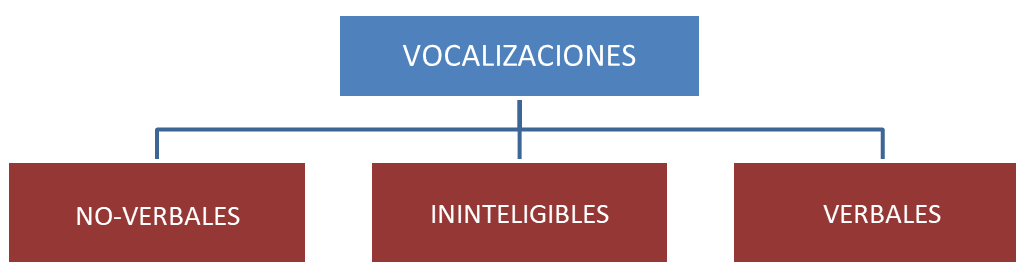 VOCALIZACIONES
NO-VERBALES
ININTELIGIBLES
VERBALES